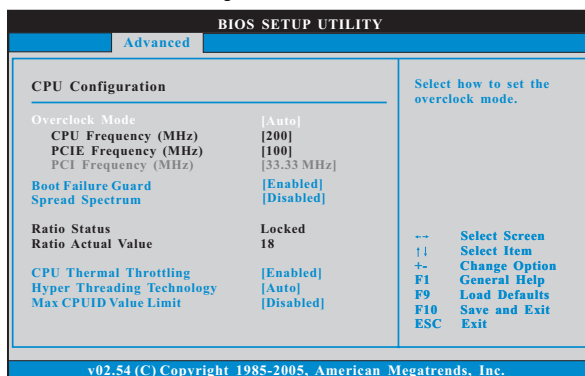 BIOS SETUP UTILITY
Advanced
CPU Configuration
Overclock Mode [Auto]
CPU Frequency (MHz) [200]
PCIE Frequency (MHz) [100]
PCI Frequency (MHz) [33.33 MHz]
Boot Failure Guard [Enabled]
Spread Spectrum [Disabled]
Ratio Status Locked
Ratio Actual Value 18
CPU Thermal Throttling [Enabled]
Hyper Threading Technology [Auto]
Max CPUID Value Limit [Disabled]
Select how to set the
overclock mode.
←→ Select Screen
↑↓ Select Item
+- Change Option
F1 General Help
F9 Load Defaults
F10 Save and Exit
ESC Exit
v02.54 (C) Copyright 1985-2005, American Megatrends, Inc.